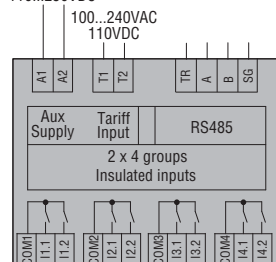 100...240VAC
110VDC
A1 A2 T1 T2 TR A B SG
Aux Supply Tariff Input RS485
2 x 4 groups
Insulated inputs
COM1 I1.1 I1.2 COM2 I2.1 I2.2 COM3 I3.1 I3.2 COM4 I4.1 I4.2